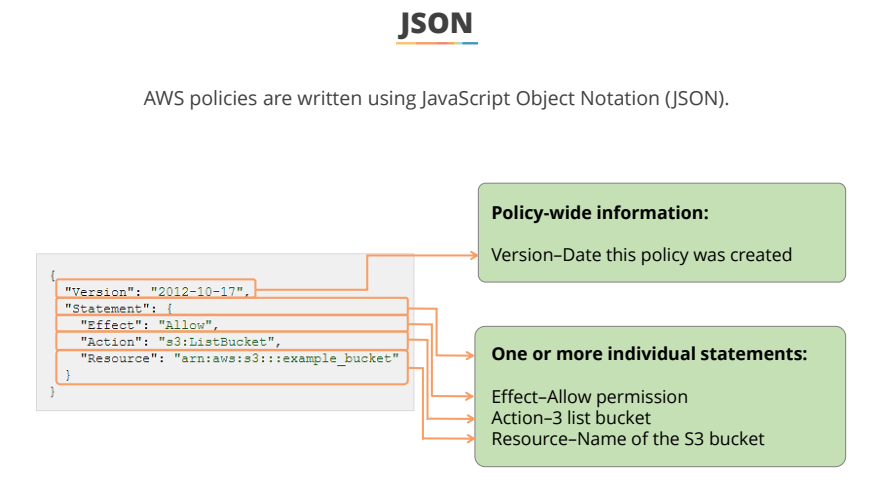 JSON
AWS policies are written using JavaScript Object Notation (JSON).
{
"Version": "2012-10-17",
"Statement": {
"Effect": "Allow",
"Action": "s3:ListBucket",
"Resource": "arn:aws:s3:::example_bucket"
}
}
Policy-wide information:
Version–Date this policy was created
One or more individual statements:
Effect–Allow permission
Action–3 list bucket
Resource–Name of the S3 bucket